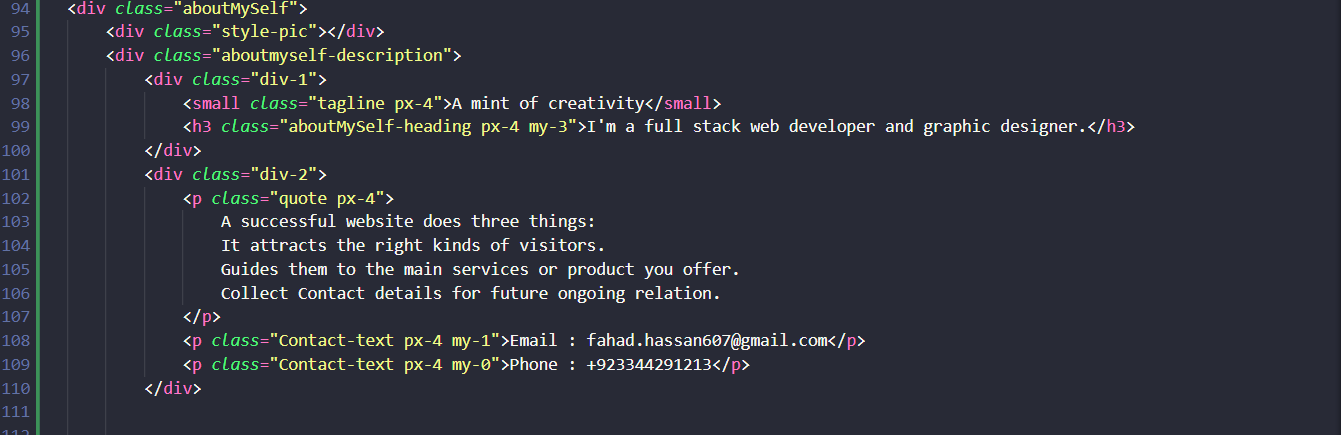 94 <div class="aboutMySelf">
95 <div class="style-pic"></div>
96 <div class="aboutmyself-description">
97 <div class="div-1">
98 <small class="tagline px-4">A mint of creativity</small>
99 <h3 class="aboutMySelf-heading px-4 my-3">I'm a full stack web developer and graphic designer.</h3>
100 </div>
101 <div class="div-2">
102 <p class="quote px-4">
103 A successful website does three things:
104 It attracts the right kinds of visitors.
105 Guides them to the main services or product you offer.
106 Collect Contact details for future ongoing relation.
107 </p>
108 <p class="Contact-text px-4 my-1">Email : fahad.hassan607@gmail.com</p>
109 <p class="Contact-text px-4 my-0">Phone : +923344291213</p>
110 </div>
111